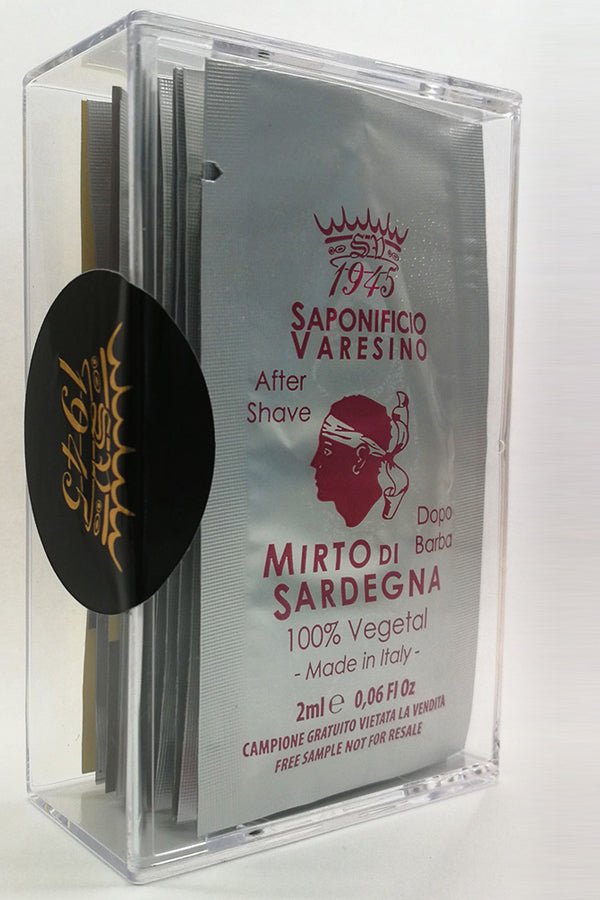 S.V.
1945
SAPONIFICIO
VARESINO
After
Shave
Dopo
Barba
MIRTO DI
SARDEGNA
100% Vegetal
- Made in Italy -
2ml e 0,06 Fl Oz
CAMPIONE GRATUITO VIETATA LA VENDITA
FREE SAMPLE NOT FOR RESALE
S.V.
1945